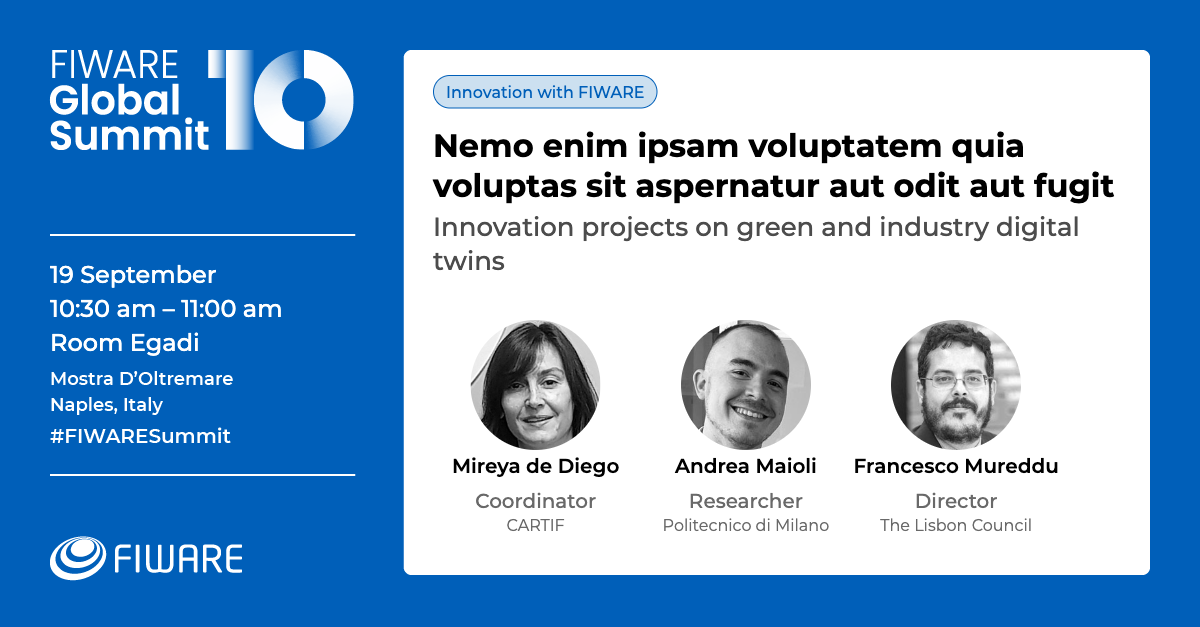 FIWARE
Global
Summit
10
19 September
10:30 am – 11:00 am
Room Egadi
Mostra D’Oltremare
Naples, Italy
#FIWARESummit
FIWARE
Innovation with FIWARE
Nemo enim ipsam voluptatem quia
voluptas sit aspernatur aut odit aut fugit
Innovation projects on green and industry digital
twins
Mireya de Diego
Coordinator
CARTIF
Andrea Maioli
Researcher
Politecnico di Milano
Francesco Mureddu
Director
The Lisbon Council